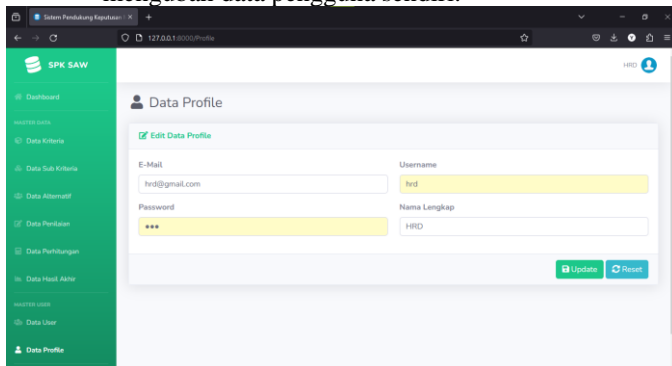 mengubah data pengguna sendiri.
Sistem Pendukung Keputusan
127.0.0.1:8000/Profile
SPK SAW
HRD
Dashboard
Data Profile
MASTER DATA
Data Kriteria
Edit Data Profile
Data Sub Kriteria
E-Mail
Username
hrd@gmail.com
hrd
Data Alternatif
Password
Nama Lengkap
Data Penilaian
HRD
Data Perhitungan
Update
Reset
Data Hasil Akhir
MASTER USER
Data User
Data Profile